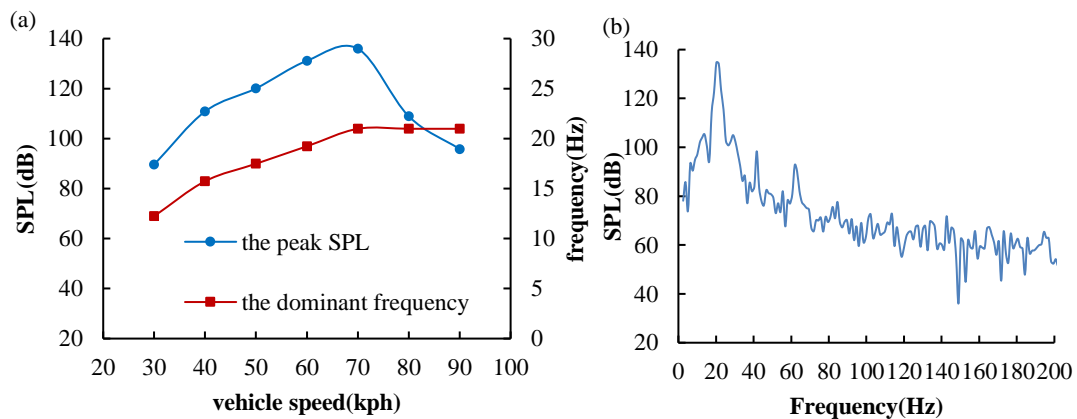 (a)
SPL(dB)
140
120
100
80
60
40
20
20 30 40 50 60 70 80 90 100
vehicle speed(kph)
30
25
20
15
10
5
0
frequency(Hz)
the peak SPL
the dominant frequency
(b)
SPL(dB)
140
120
100
80
60
40
20
0 20 40 60 80 100 120 140 160 180 200
Frequency(Hz)